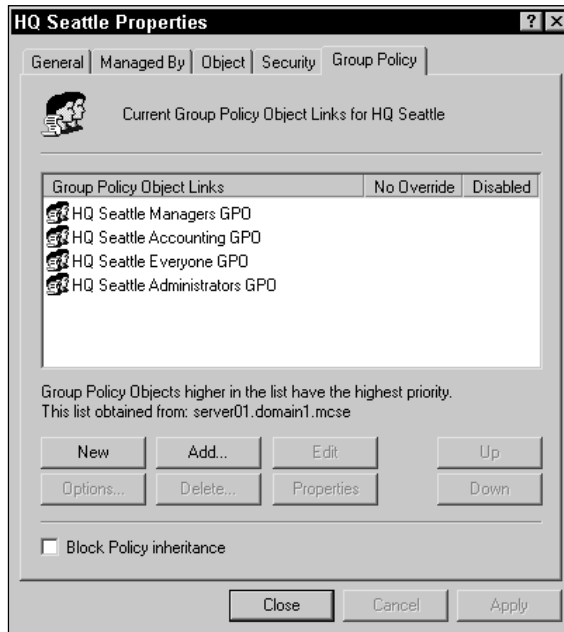 HQ Seattle Properties
? X
General Managed By Object Security Group Policy
Current Group Policy Object Links for HQ Seattle
Group Policy Object Links No Override Disabled
HQ Seattle Managers GPO
HQ Seattle Accounting GPO
HQ Seattle Everyone GPO
HQ Seattle Administrators GPO
Group Policy Objects higher in the list have the highest priority.
This list obtained from: server01.domain1.mcse
New Add... Edit Up
Options... Delete... Properties Down
Block Policy inheritance
Close Cancel Apply